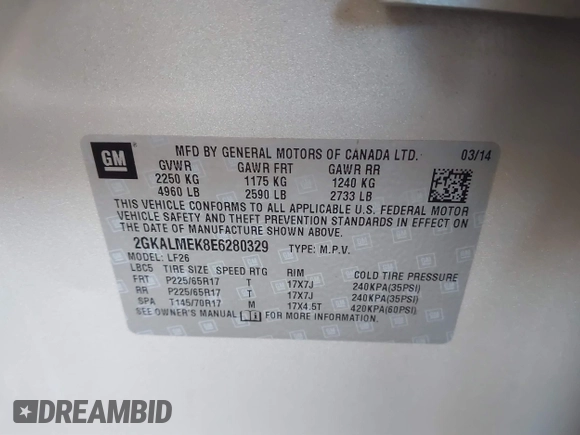 GM
MFD BY GENERAL MOTORS OF CANADA LTD. 03/14
GVWR GAWR FRT GAWR RR
2250 KG 1175 KG 1240 KG
4960 LB 2590 LB 2733 LB
THIS VEHICLE CONFORMS TO ALL APPLICABLE U.S. FEDERAL MOTOR
VEHICLE SAFETY AND THEFT PREVENTION STANDARDS IN EFFECT ON
THE DATE OF MANUFACTURE SHOWN ABOVE.
2GKALMEK8E6280329 TYPE: M.P.V.
MODEL: LF26
LBC5 TIRE SIZE SPEED RTG RIM COLD TIRE PRESSURE
FRT P225/65R17 T 17X7J 240KPA(35PSI)
RR P225/65R17 T 17X7J 240KPA(35PSI)
SPA T145/70R17 M 17X4.5T 420KPA(60PSI)
SEE OWNER'S MANUAL FOR MORE INFORMATION.
DREAMBID